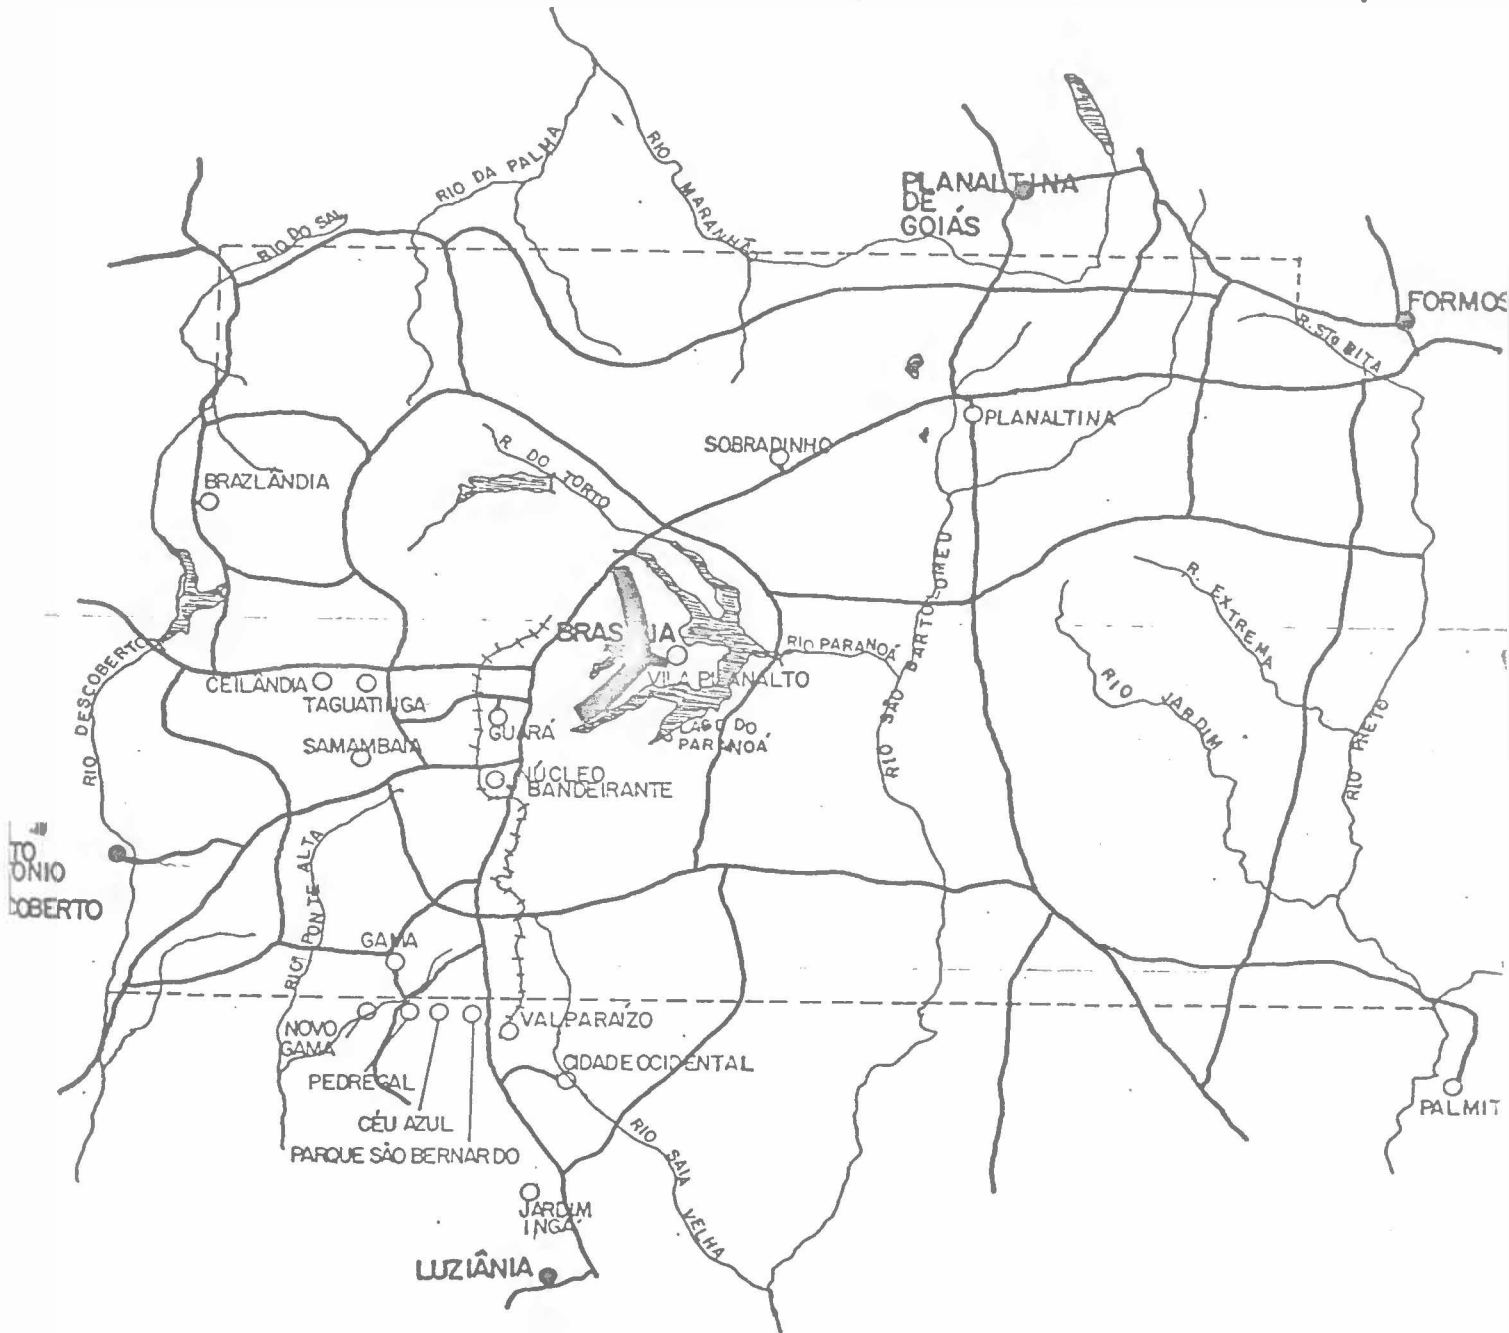 RIO DA PALMA
RIO MARANHÃO
RIO DO SAL
PLANALTINA
DE
GOIÁS
FORMOS
R. STO RITA
PLANALTINA
SOBRADINHO
R. DO TORTO
BRAZLÂNDIA
RIO SÃO BARTOLOMEU
R. EXTREMA
RIO JARDIM
RIO PRETO
RIO DESCOBERTO
RIO PARANOÁ
VILA PLANALTO
CEILÂNDIA
TAGUATINGA
GUARÁ
LAGO DO
PARANOÁ
SAMAMBAIA
NÚCLEO
BANDEIRANTE
TO
ONIO
COBERTO
RIO PONTE ALTA
GAMA
NOVO
GAMA
VALPARAÍZO
PEDREGAL
CIDADE OCIDENTAL
CÉU AZUL
PARQUE SÃO BERNARDO
PALMIT
RIO SAIA VELHA
JARDIM
INGÁ
LUZIÂNIA